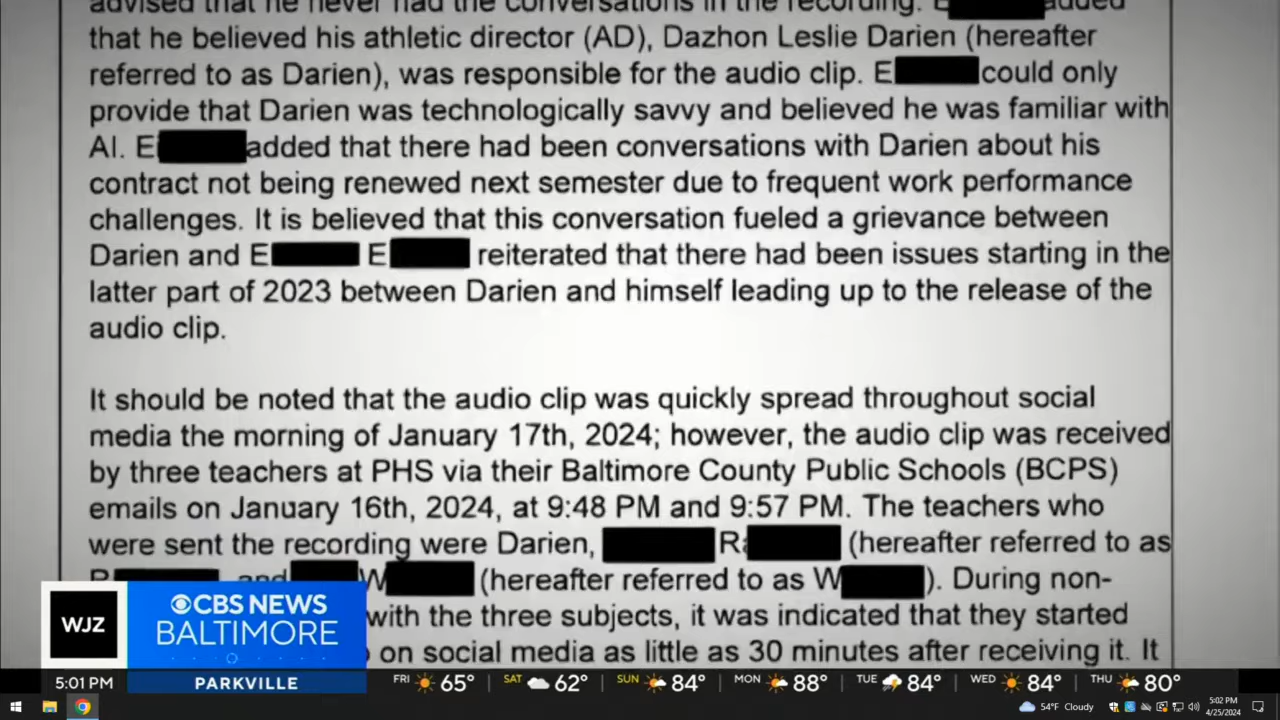 advised that he never had the conversations in the recording. E added
that he believed his athletic director (AD), Dazhon Leslie Darien (hereafter
referred to as Darien), was responsible for the audio clip. E could only
provide that Darien was technologically savvy and believed he was familiar with
AI. E added that there had been conversations with Darien about his
contract not being renewed next semester due to frequent work performance
challenges. It is believed that this conversation fueled a grievance between
Darien and E E reiterated that there had been issues starting in the
latter part of 2023 between Darien and himself leading up to the release of the
audio clip.
It should be noted that the audio clip was quickly spread throughout social
media the morning of January 17th, 2024; however, the audio clip was received
by three teachers at PHS via their Baltimore County Public Schools (BCPS)
emails on January 16th, 2024, at 9:48 PM and 9:57 PM. The teachers who
were sent the recording were Darien, R (hereafter referred to as
and W (hereafter referred to as W ). During non-
with the three subjects, it was indicated that they started
on social media as little as 30 minutes after receiving it. It
WJZ
CBS NEWS
BALTIMORE
5:01 PM PARKVILLE FRI 65° SAT 62° SUN 84° MON 88° TUE 84° WED 84° THU 80°
54°F Cloudy
5:02 PM
4/25/2024